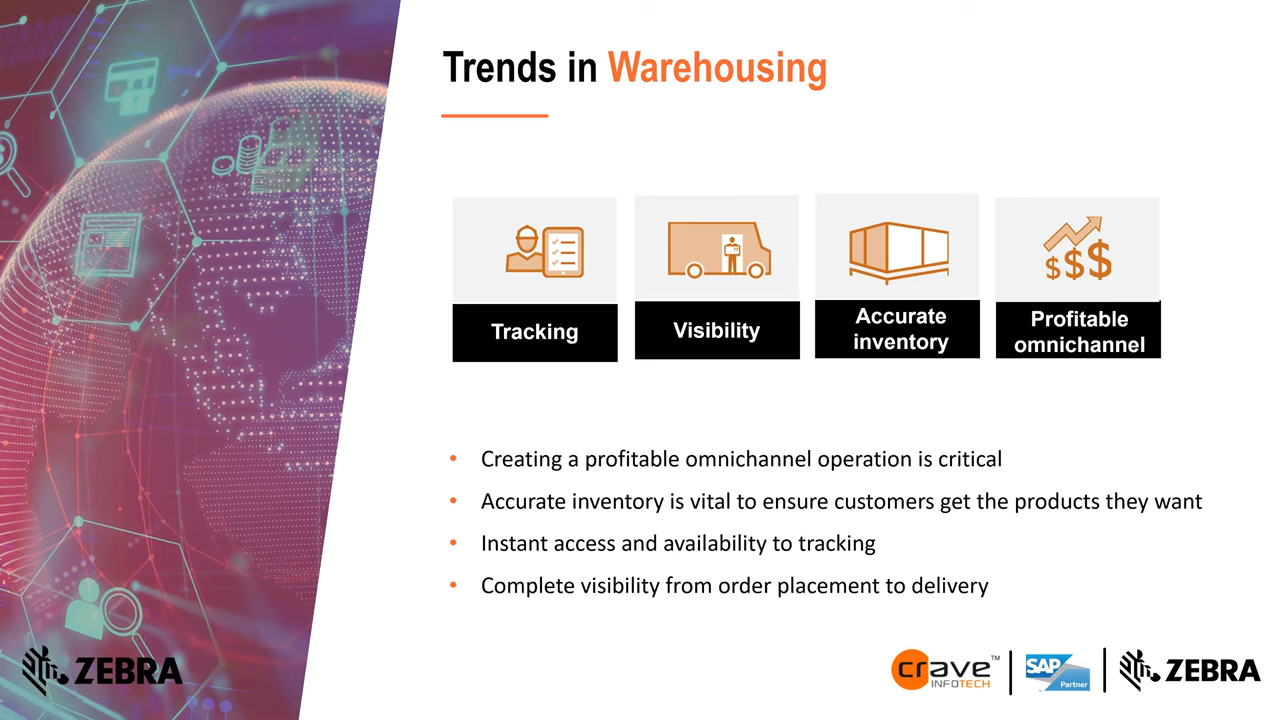 Trends in Warehousing
Tracking
Visibility
Accurate
inventory
$$$
Profitable
omnichannel
• Creating a profitable omnichannel operation is critical
• Accurate inventory is vital to ensure customers get the products they want
• Instant access and availability to tracking
• Complete visibility from order placement to delivery
ZEBRA
crave™
INFOTECH
SAP
Partner
ZEBRA